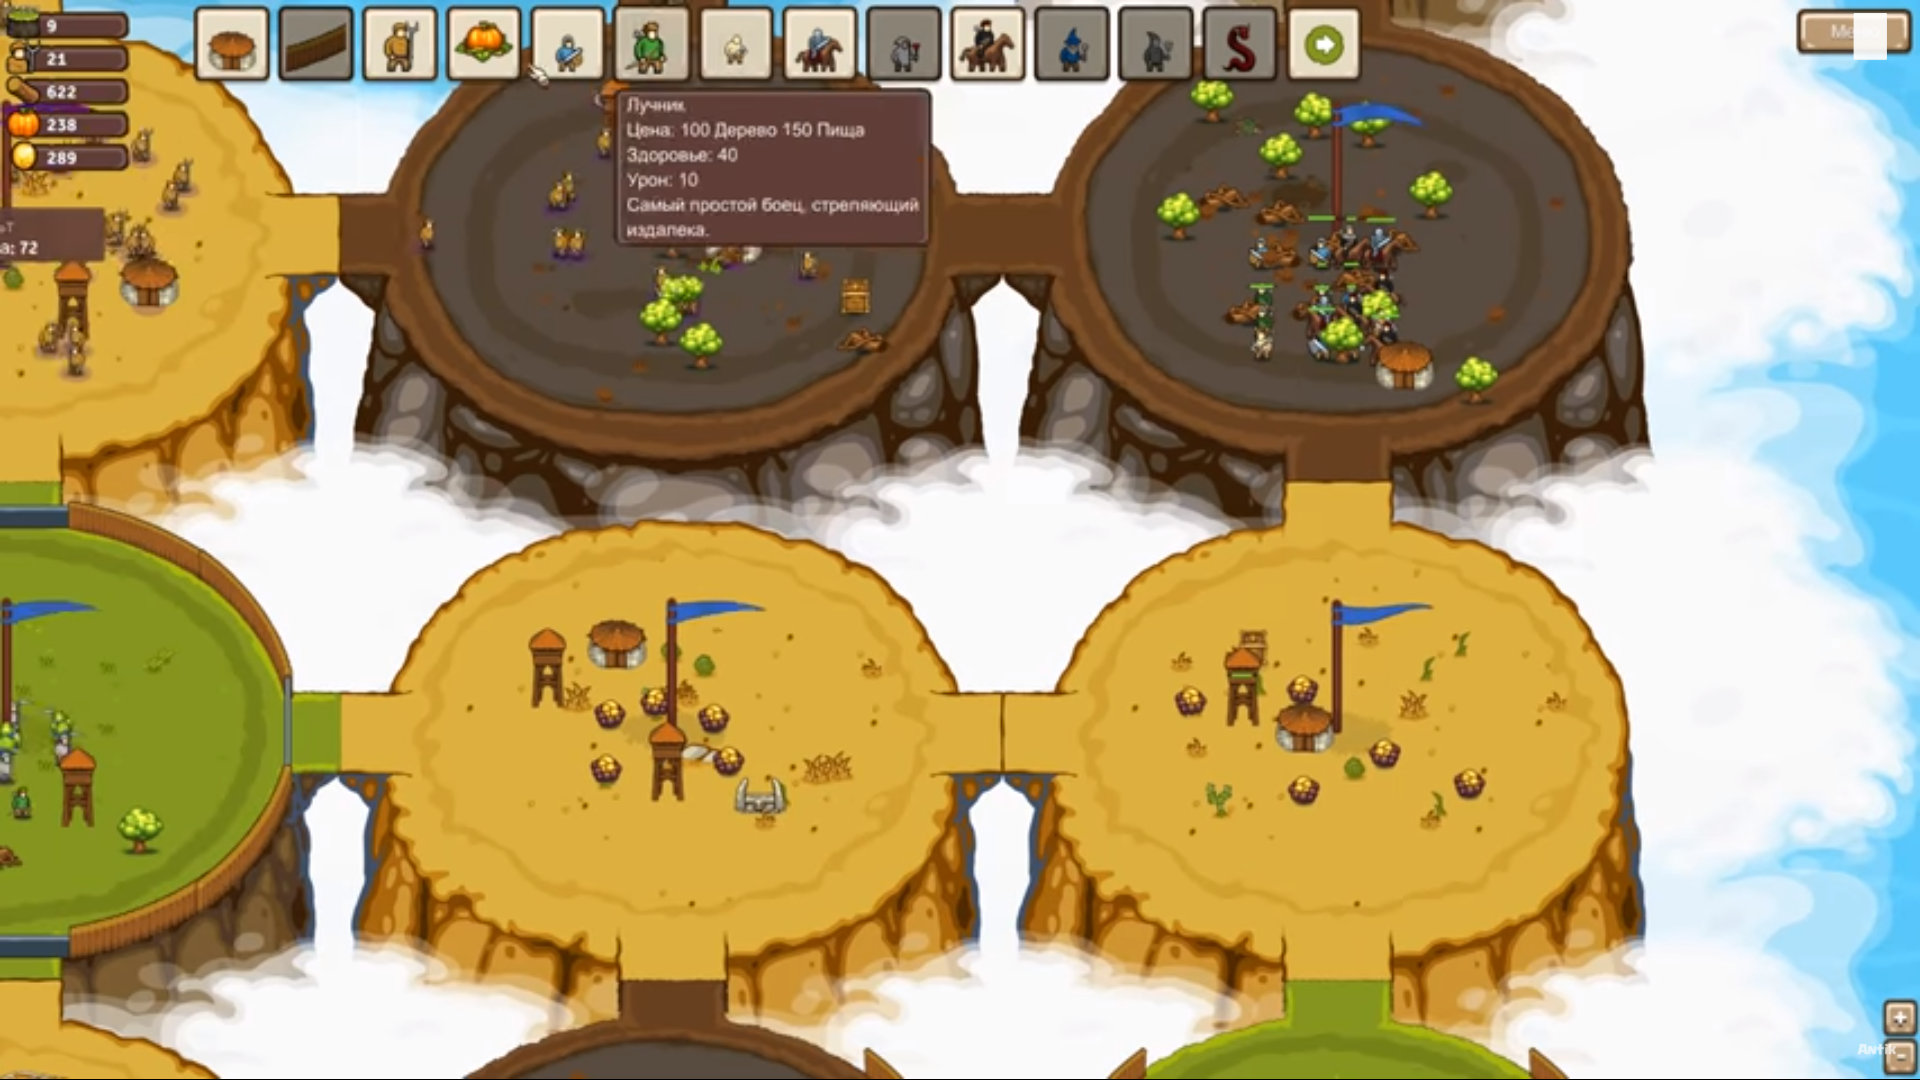 9
21
622
238
289
а: 72
Лучник
Цена: 100 Дерево 150 Пища
Здоровье: 40
Урон: 10
Самый простой боец, стреляющий
издалека.
Antik